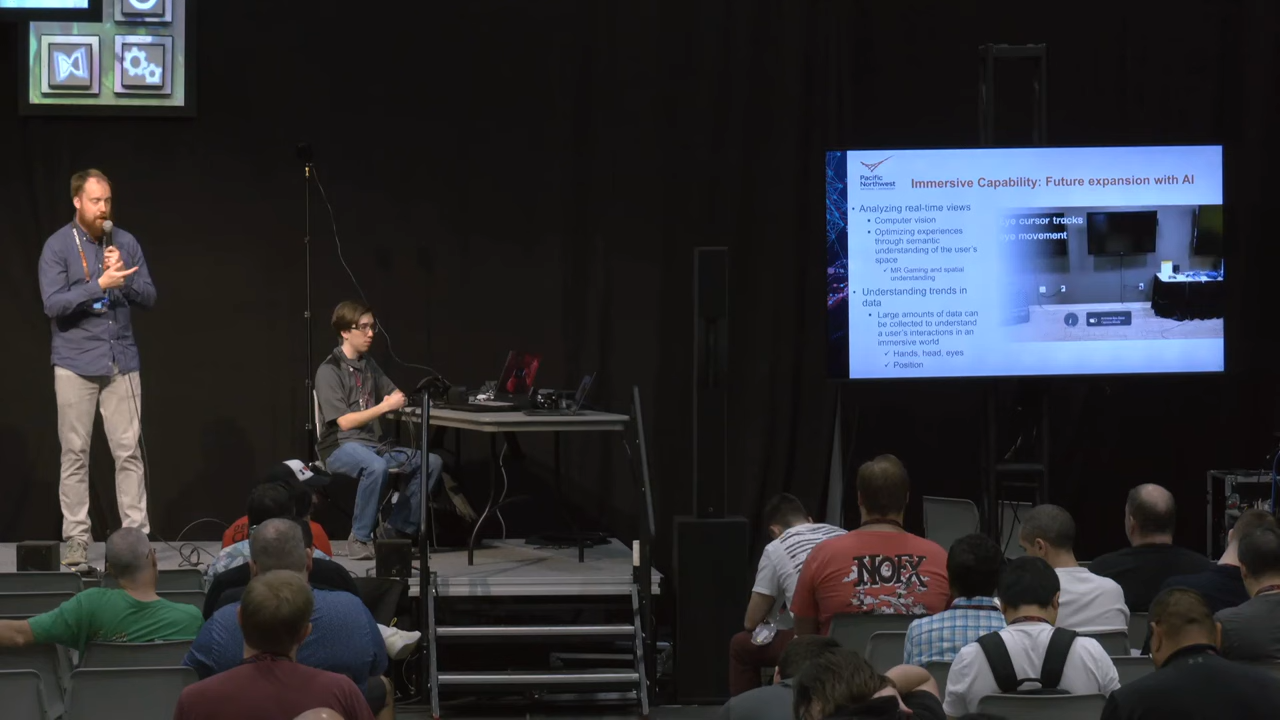 Pacific
Northwest
Immersive Capability: Future expansion with AI
• Analyzing real-time views
• Computer vision
• Optimizing experiences
through semantic
understanding of the user's
space
✓ MR Gaming and spatial
understanding
• Understanding trends in
data
• Large amounts of data can
be collected to understand
a user's interactions in an
immersive world
✓ Hands, head, eyes
✓ Position
cursor tracks
movement
NOFX